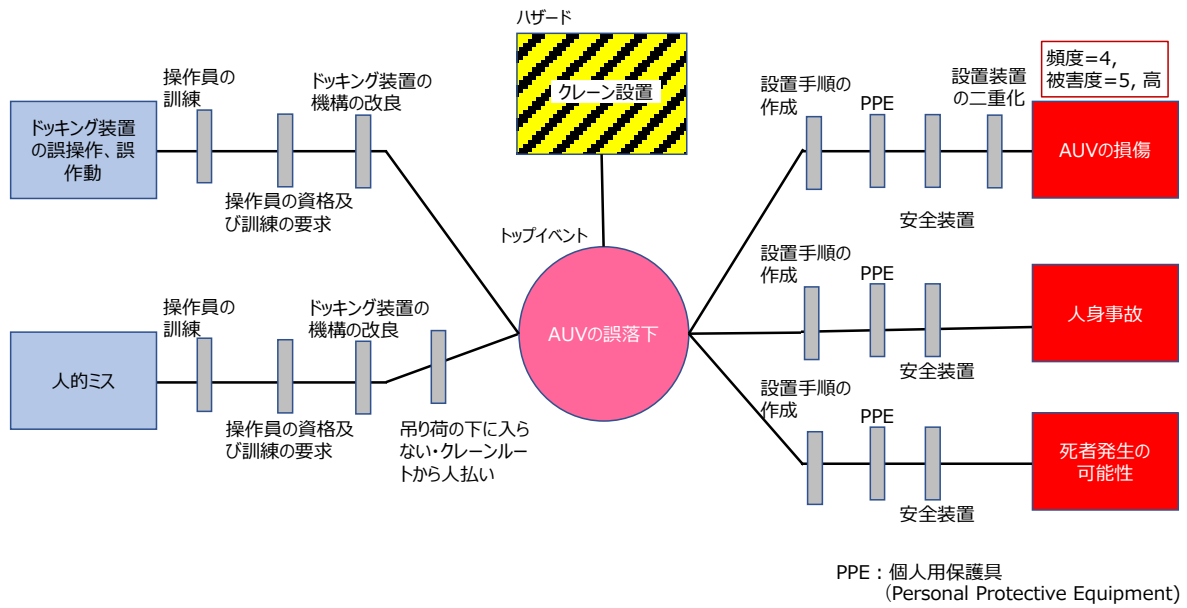 ハザード
クレーン設置
トップイベント
AUVの誤落下
ドッキング装置
の誤操作、誤
作動
操作員の
訓練
操作員の資格及
び訓練の要求
ドッキング装置の
機構の改良
人的ミス
操作員の
訓練
操作員の資格及
び訓練の要求
ドッキング装置の
機構の改良
吊り荷の下に入ら
ない・クレーンルー
トから人払い
設置手順の
作成
PPE
安全装置
設置装置
の二重化
頻度=4,
被害度=5, 高
AUVの損傷
設置手順の
作成
PPE
安全装置
人身事故
設置手順の
作成
PPE
安全装置
死者発生の
可能性
PPE：個人用保護具
（Personal Protective Equipment)